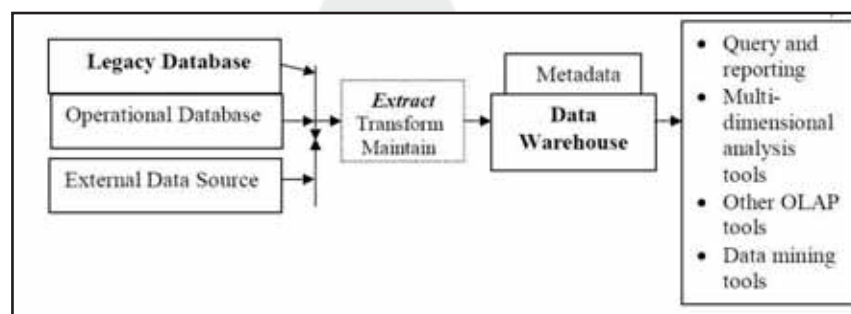 Legacy Database
Operational Database
External Data Source
Extract
Transform
Maintain
Metadata
Data
Warehouse
• Query and
reporting
• Multi-
dimensional
analysis
tools
• Other OLAP
tools
• Data mining
tools